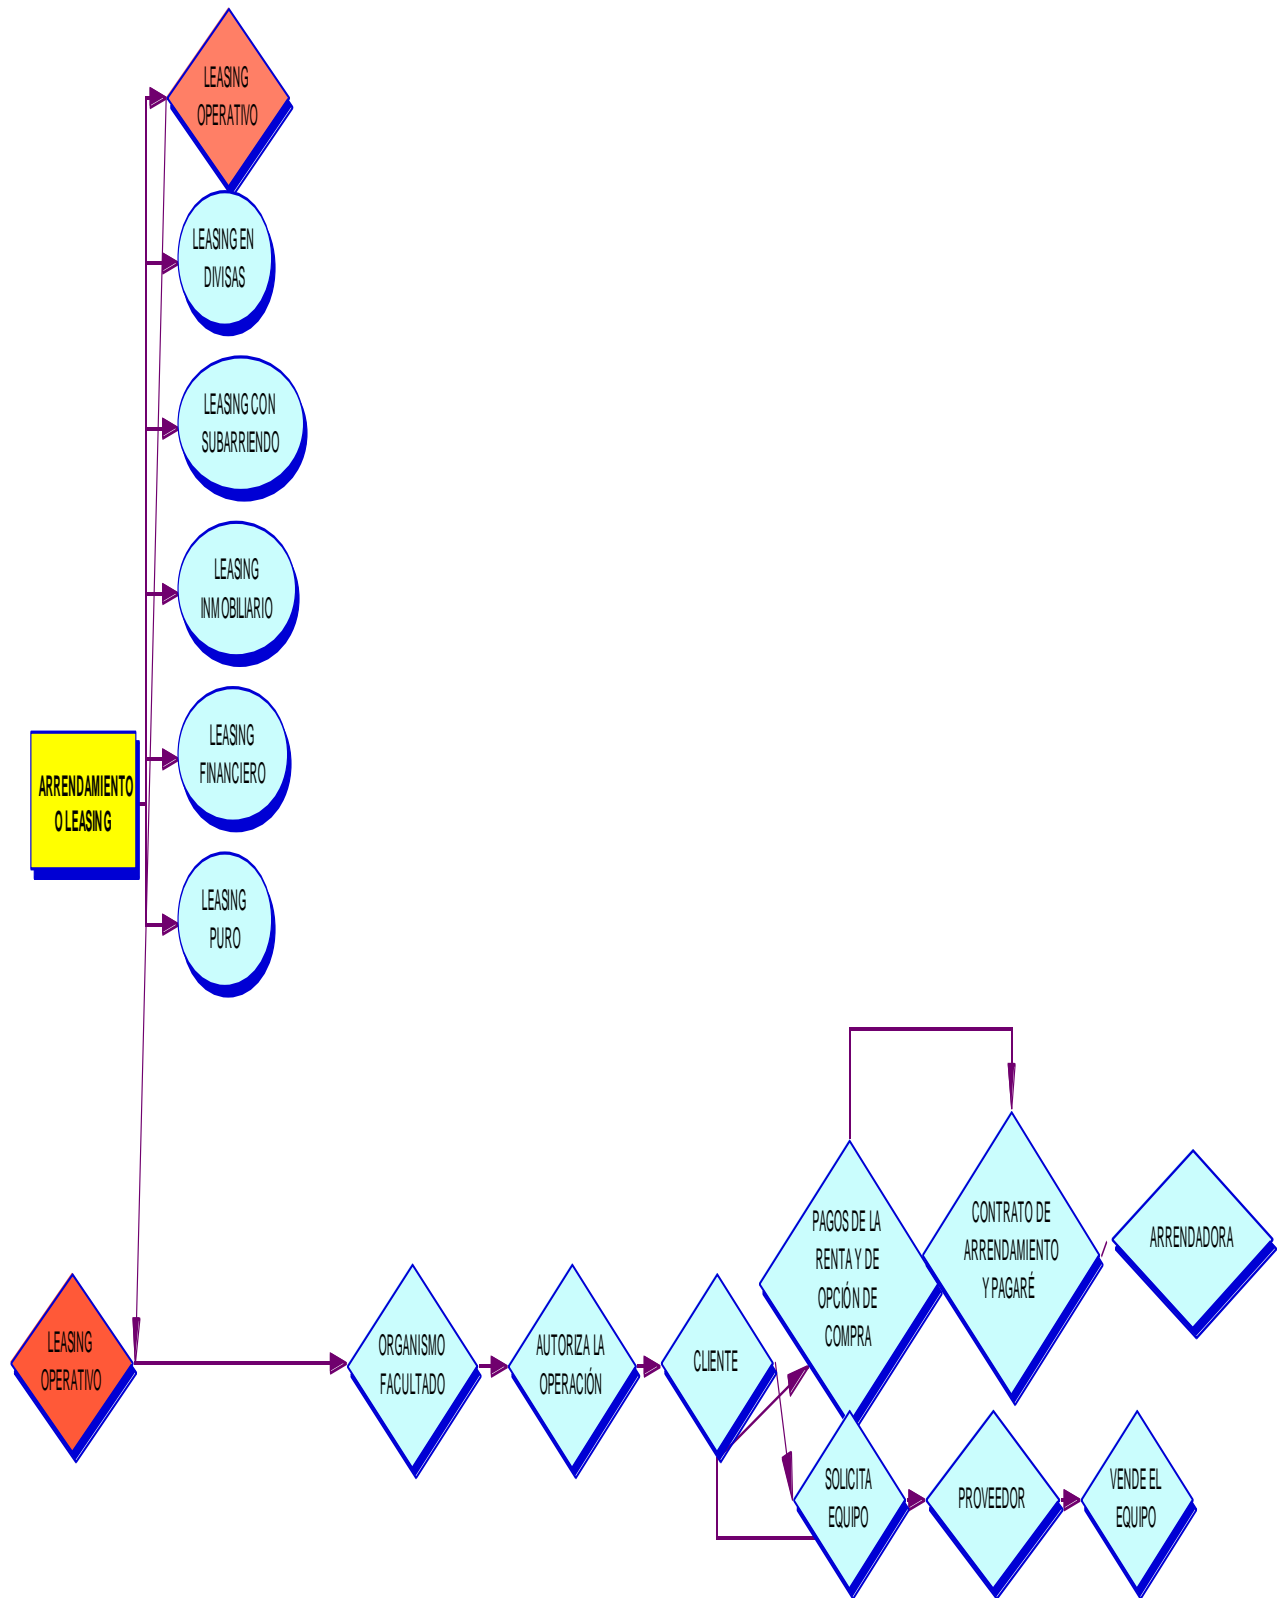 LEASING
OPERATIVO
LEASING EN
DIVISAS
LEASING CON
SUBARRIENDO
LEASING
INMOBILIARIO
LEASING
FINANCIERO
ARRENDAMIENTO
O LEASING
LEASING
PURO
PAGOS DE LA
RENTA Y DE
OPCIÓN DE
COMPRA
CONTRATO DE
ARRENDAMIENTO
Y PAGARÉ
ARRENDADORA
LEASING
OPERATIVO
ORGANISMO
FACULTADO
AUTORIZA LA
OPERACIÓN
CLIENTE
SOLICITA
EQUIPO
PROVEEDOR
VENDE EL
EQUIPO